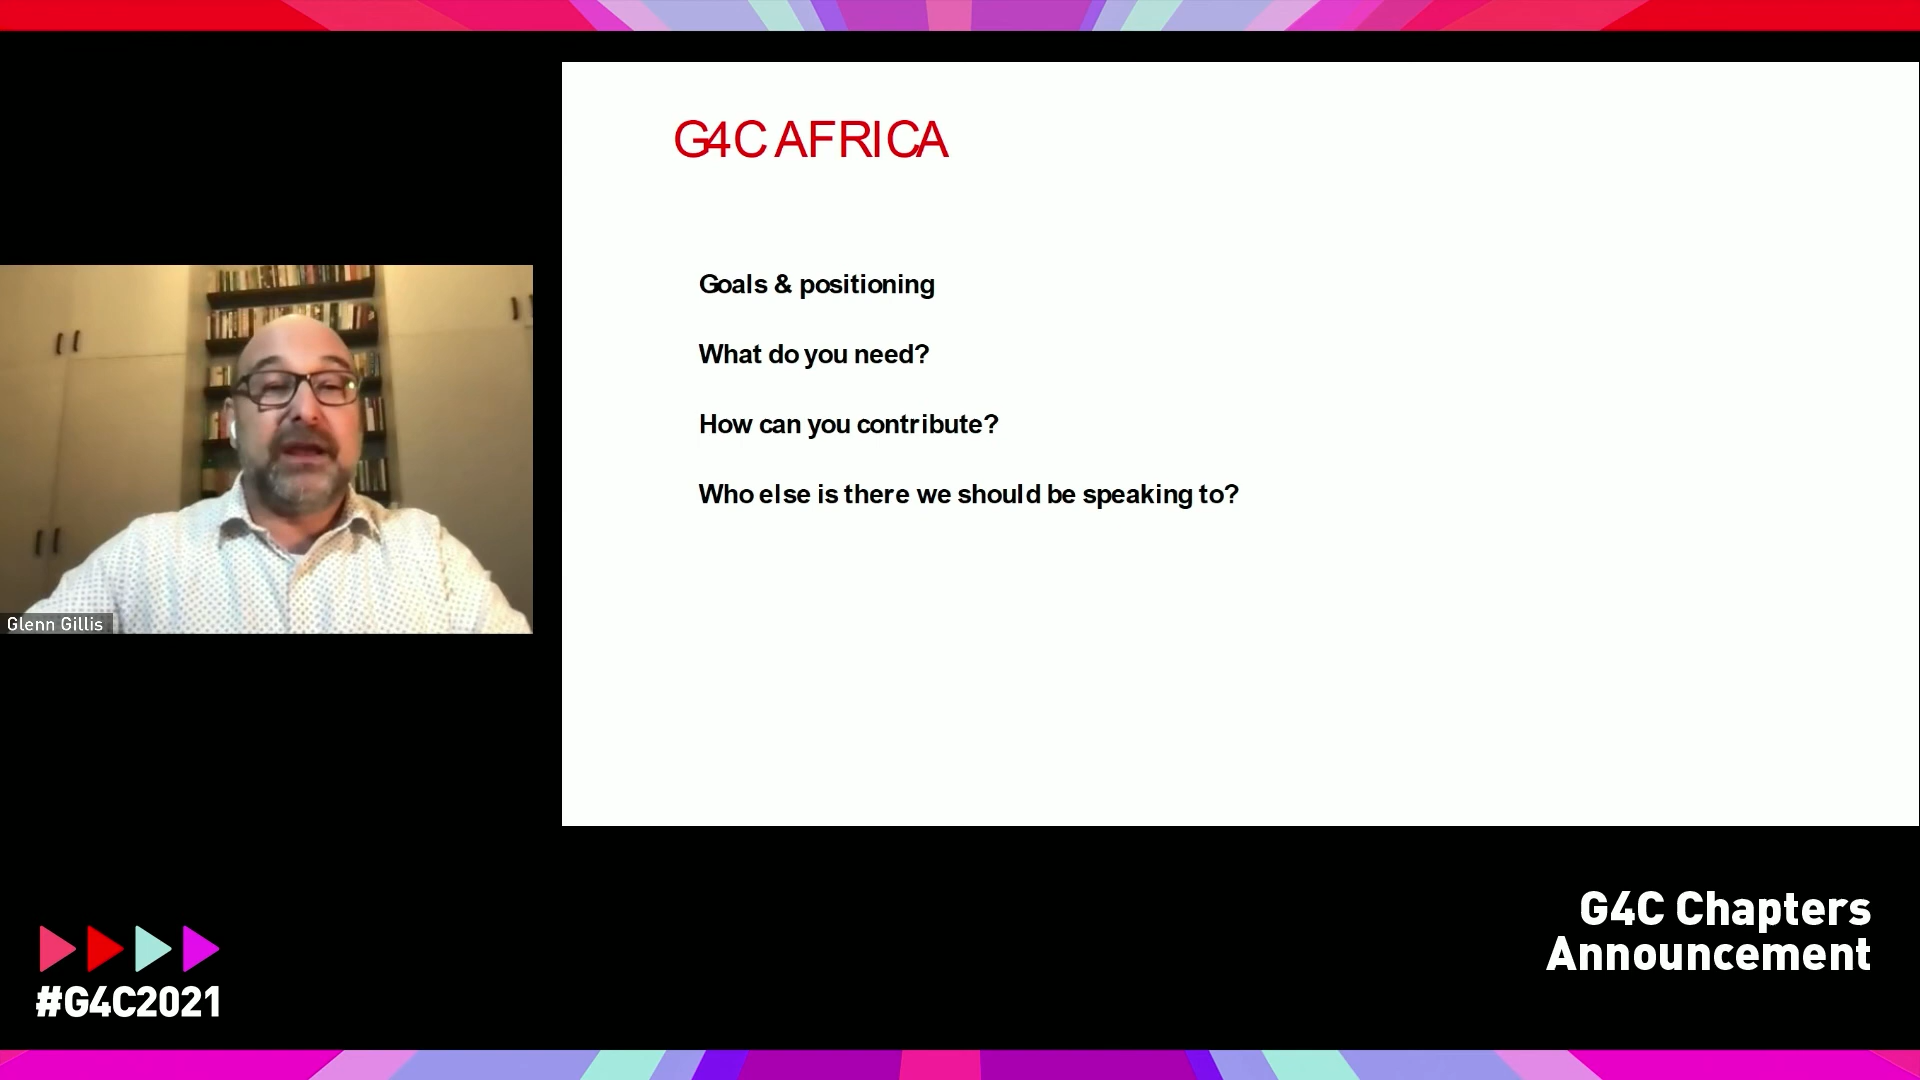 G4C AFRICA
Goals & positioning
What do you need?
How can you contribute?
Who else is there we should be speaking to?
Glenn Gillis
G4C Chapters
Announcement
#G4C2021